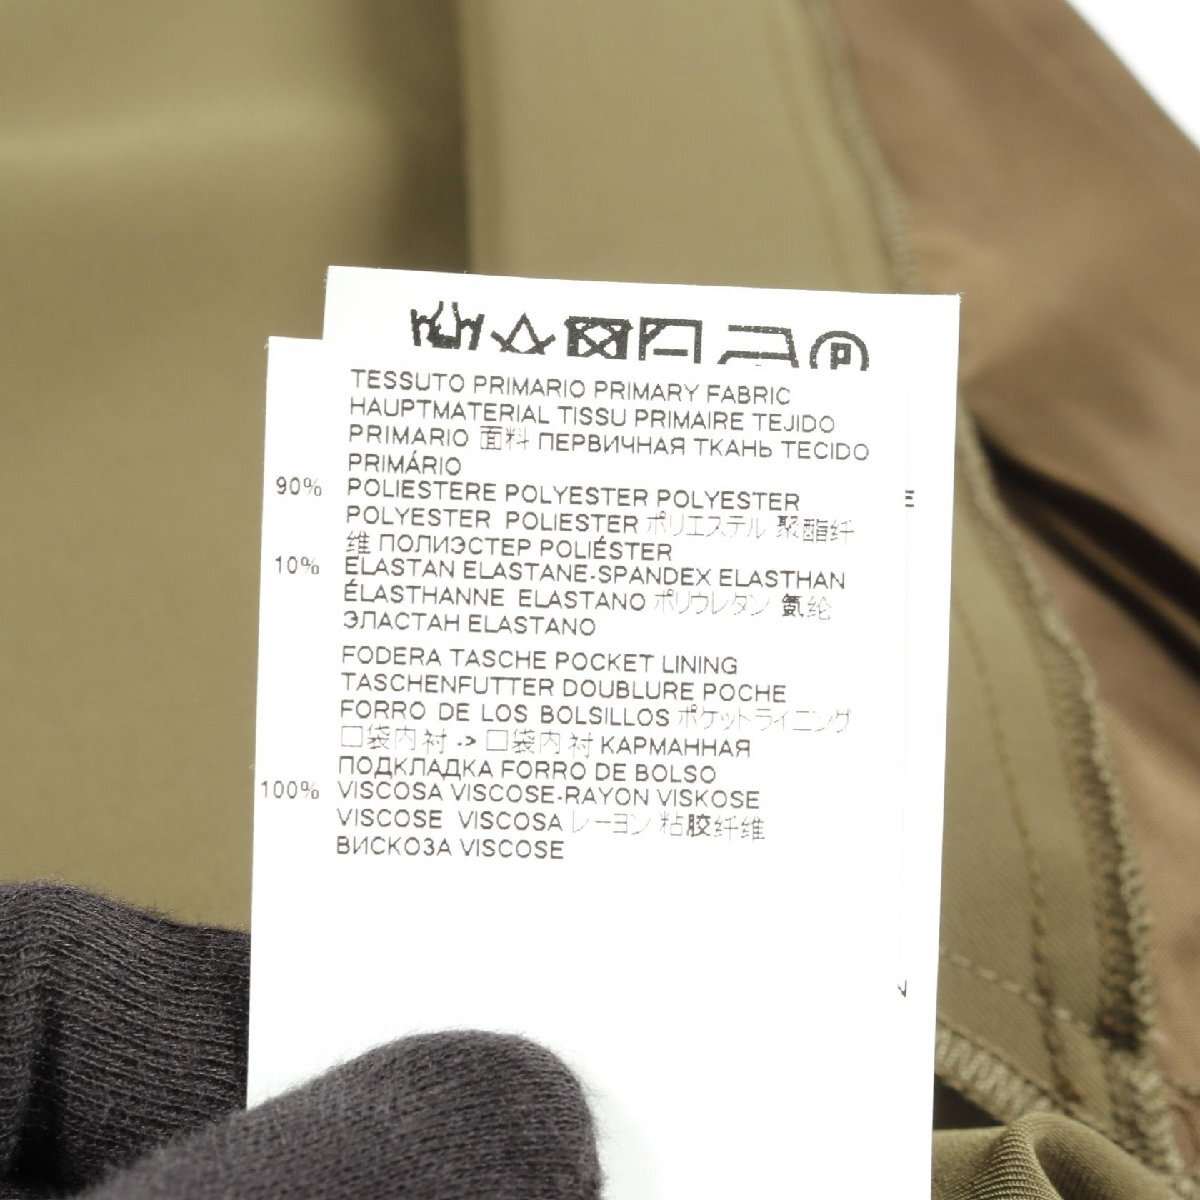 P
TESSUTO PRIMARIO PRIMARY FABRIC
HAUPTMATERIAL TISSU PRIMAIRE TEJIDO
PRIMARIO 面料 ПЕРВИЧНАЯ ТКАНЬ TECIDO
PRIMÁRIO
90% POLIESTERE POLYESTER POLYESTER
POLYESTER POLIESTER ポリエステル 聚酯纤
维 ПОЛИЭСТЕР POLIÉSTER
10% ELASTAN ELASTANE-SPANDEX ELASTHAN
ÉLASTHANNE ELASTANO ポリウレタン 氨纶
ЭЛАСТАН ELASTANO
FODERA TASCHE POCKET LINING
TASCHENFUTTER DOUBLURE POCHE
FORRO DE LOS BOLSILLOS ポケットライニング
口袋内衬 -> 口袋内衬 КАРМАННАЯ
ПОДКЛАДКА FORRO DE BOLSO
100% VISCOSA VISCOSE-RAYON VISKOSE
VISCOSE VISCOSA レーヨン 粘胶纤维
ВИСКОЗА VISCOSE